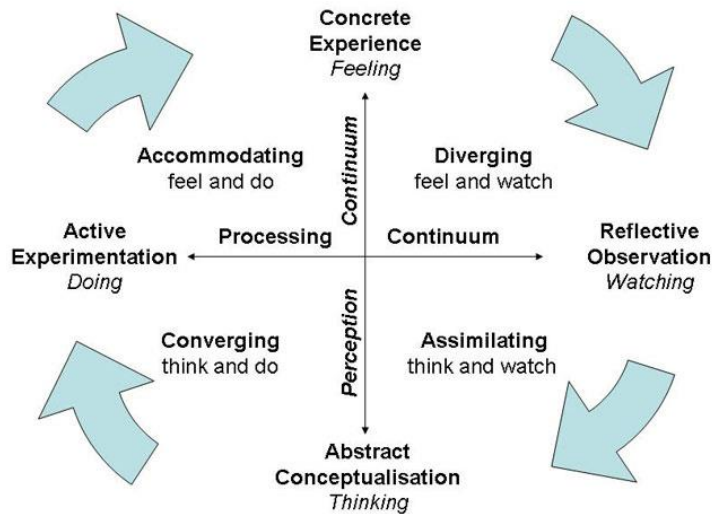 Concrete
Experience
Feeling
Continuum
Accommodating
feel and do
Diverging
feel and watch
Active
Experimentation
Doing
Processing
Continuum
Reflective
Observation
Watching
Perception
Converging
think and do
Assimilating
think and watch
Abstract
Conceptualisation
Thinking